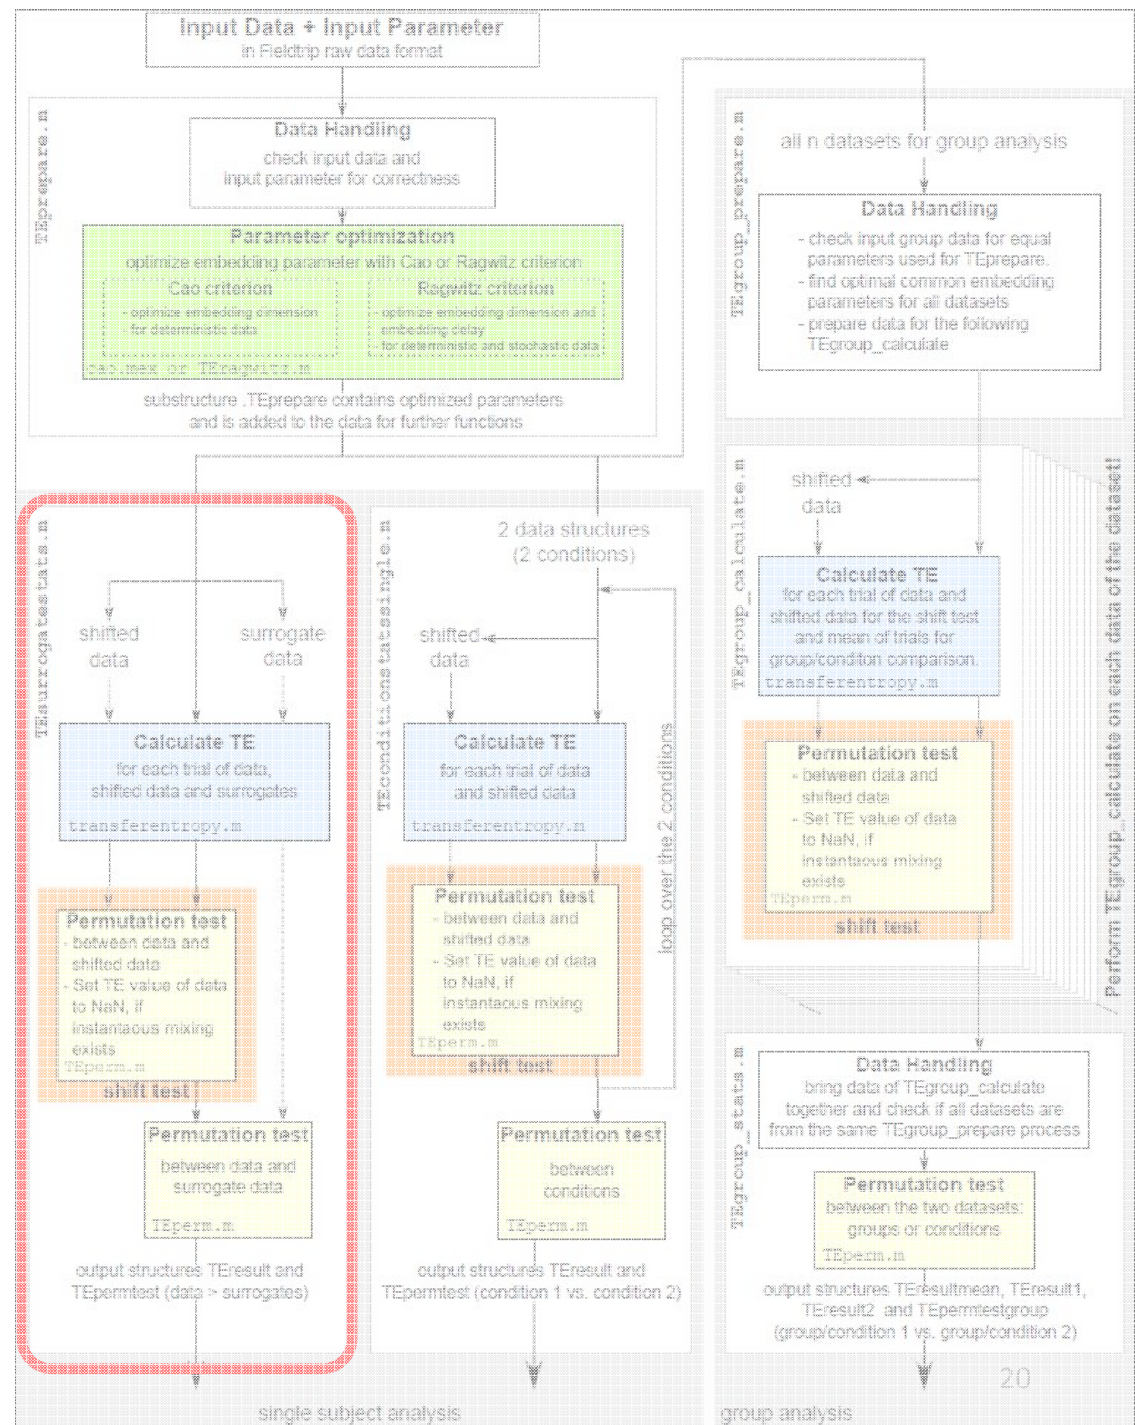 Input Data + Input Parameter
in Fieldtrip raw data format
TEprepare.m
Data Handling
check input data and
input parameter for correctness
Parameter optimization
optimize embedding parameter with Cao or Ragwitz criterion
Cao criterion
- optimize embedding dimension
- for deterministic data
Ragwitz criterion
- optimize embedding dimension and
embedding delay
- for deterministic and stochastic data
cao.mex or TEragwitz.m
substructure .TEprepare contains optimized parameters
and is added to the data for further functions
TEsurrogatestats.m
shifted
data
surrogate
data
Calculate TE
for each trial of data,
shifted data and surrogates
transferentropy.m
Permutation test
- between data and
shifted data
- Set TE value of data
to NaN, if
instantaous mixing
exists
TEperm.m
shift test
Permutation test
between data and
surrogate data
TEperm.m
output structures TEresult and
TEpermtest (data > surrogates)
TEconditionstatssingle.m
2 data structures
(2 conditions)
shifted
data
Calculate TE
for each trial of data
and shifted data
transferentropy.m
loop over the 2 conditions
Permutation test
- between data and
shifted data
- Set TE value of data
to NaN, if
instantaous mixing
exists
TEperm.m
shift test
Permutation test
between
conditions
TEperm.m
output structures TEresult and
TEpermtest (condition 1 vs. condition 2)
single subject analysis
TEgroup_prepare.m
all n datasets for group analysis
Data Handling
- check input group data for equal
parameters used for TEprepare.
- find optimal common embedding
parameters for all datasets
- prepare data for the following
TEgroup_calculate
TEgroup_calculate.m
shifted
data
Calculate TE
for each trial of data and
shifted data for the shift test
and mean of trials for
group/conditon comparison.
transferentropy.m
Permutation test
- between data and
shifted data
- Set TE value of data
to NaN, if
instantaous mixing
exists
TEperm.m
shift test
Perform TEgroup_calculate on each data of the dataset!
TEgroup_stats.m
Data Handling
bring data of TEgroup_calculate
together and check if all datasets are
from the same TEgroup_prepare process
Permutation test
between the two datasets:
groups or conditions
TEperm.m
output structures TEresultmean, TEresult1,
TEresult2 and TEpermtestgroup
(group/condition 1 vs. group/condition 2)
20
group analysis